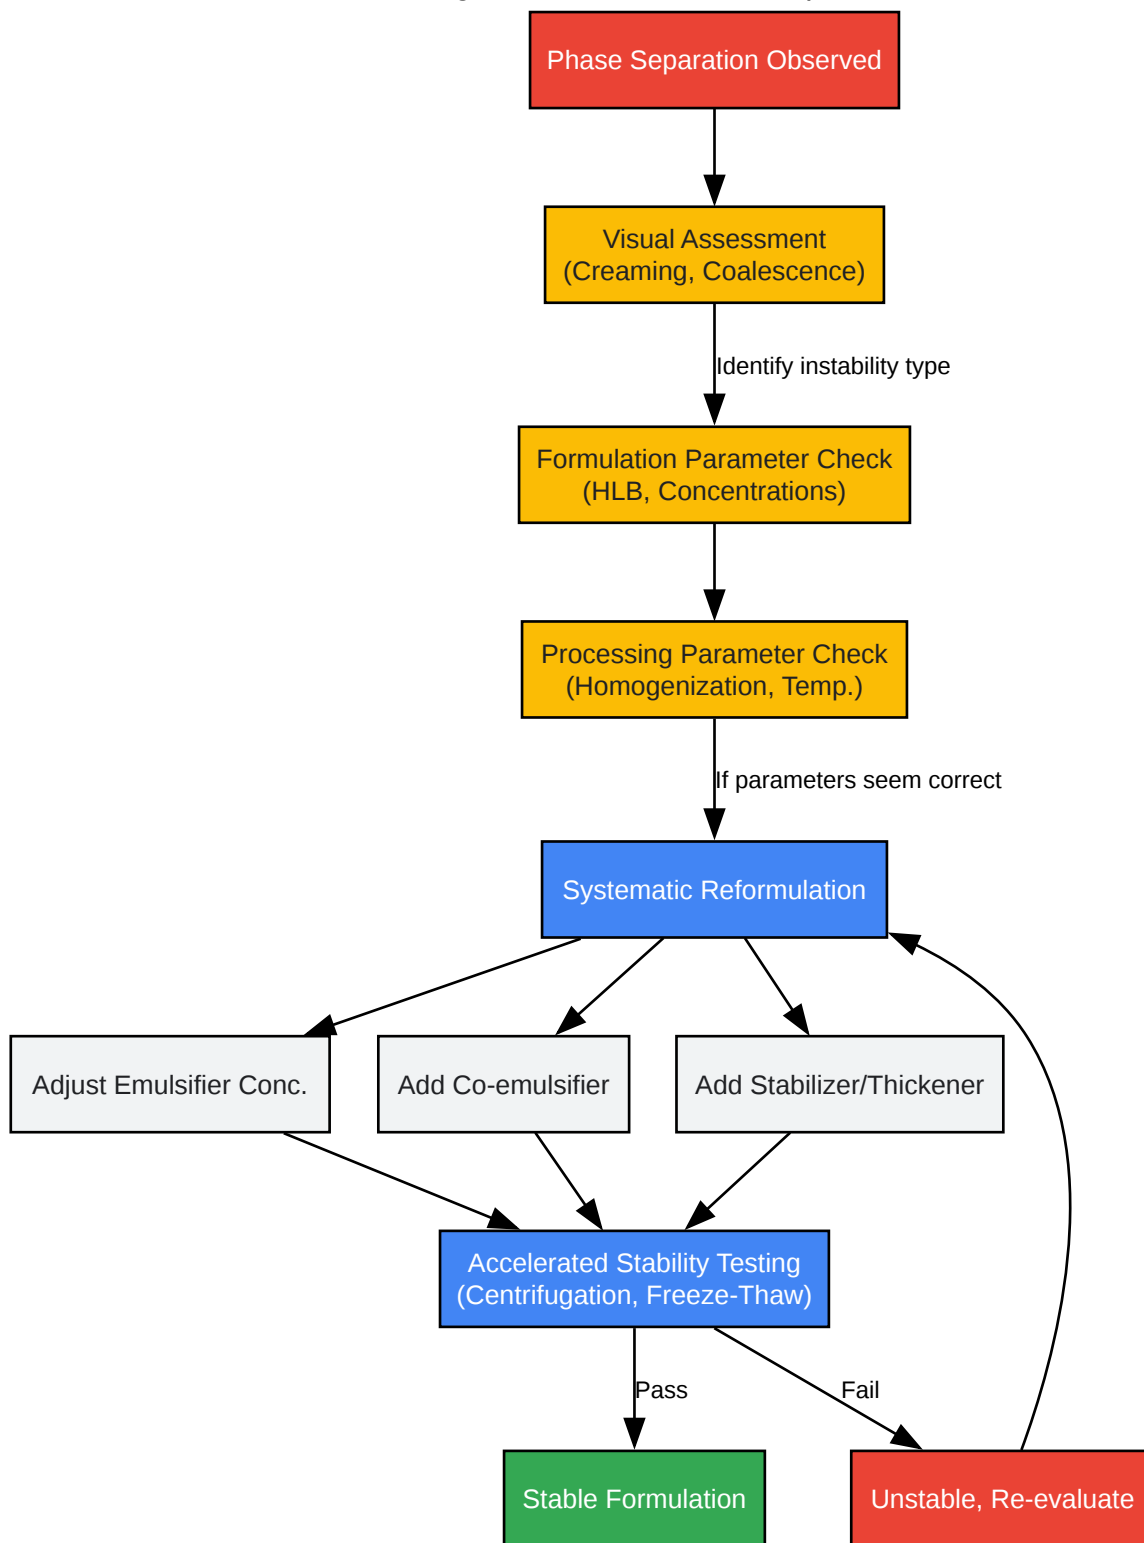 Phase Separation Observed
Visual Assessment
(Creaming, Coalescence)
Identify instability type
Formulation Parameter Check
(HLB, Concentrations)
Processing Parameter Check
(Homogenization, Temp.)
If parameters seem correct
Systematic Reformulation
Adjust Emulsifier Conc.
Add Co-emulsifier
Add Stabilizer/Thickener
Accelerated Stability Testing
(Centrifugation, Freeze-Thaw)
Pass
Fail
Stable Formulation
Unstable, Re-evaluate